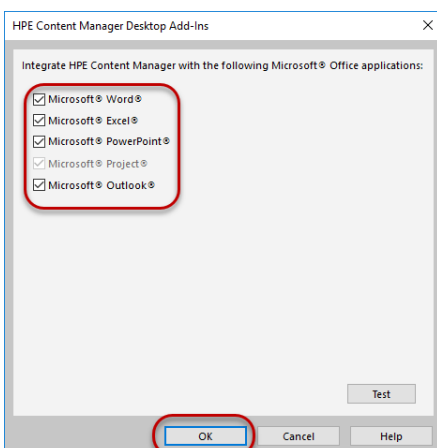 HPE Content Manager Desktop Add-Ins
Integrate HPE Content Manager with the following Microsoft® Office applications:
Microsoft® Word®
Microsoft® Excel®
Microsoft® PowerPoint®
Microsoft® Project®
Microsoft® Outlook®
Test
OK Cancel Help